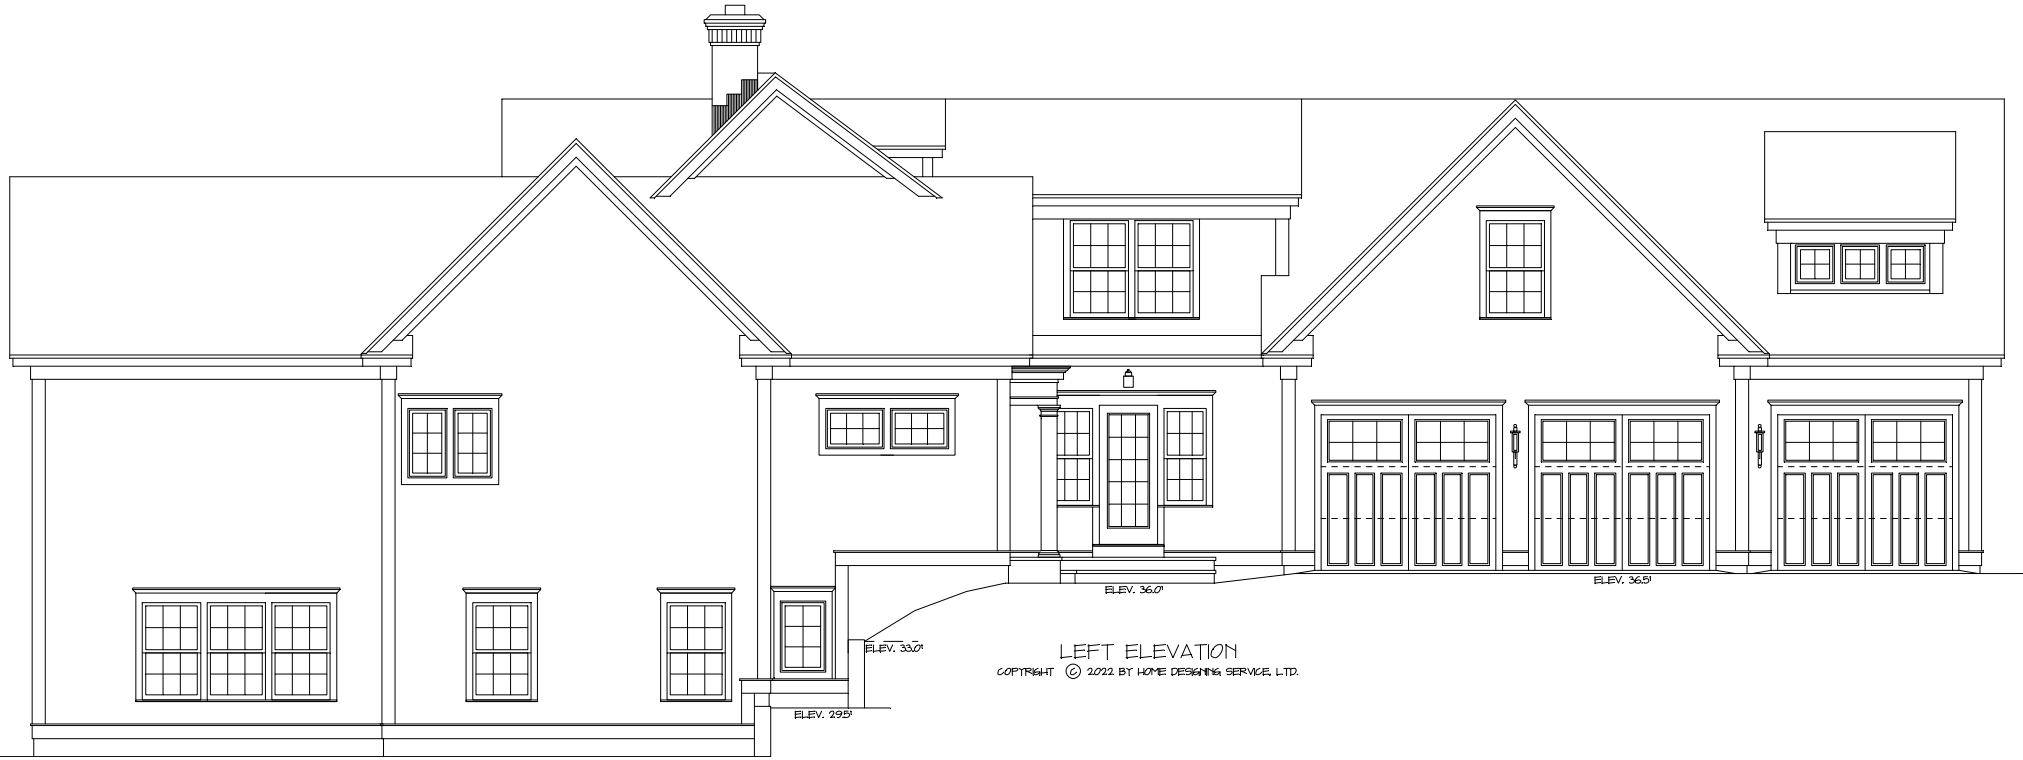 ELEV. 36.5'
ELEV. 36.0'
ELEV. 33.0'
LEFT ELEVATION
COPYRIGHT © 2022 BY HOME DESIGNING SERVICE, LTD.
ELEV. 29.5'